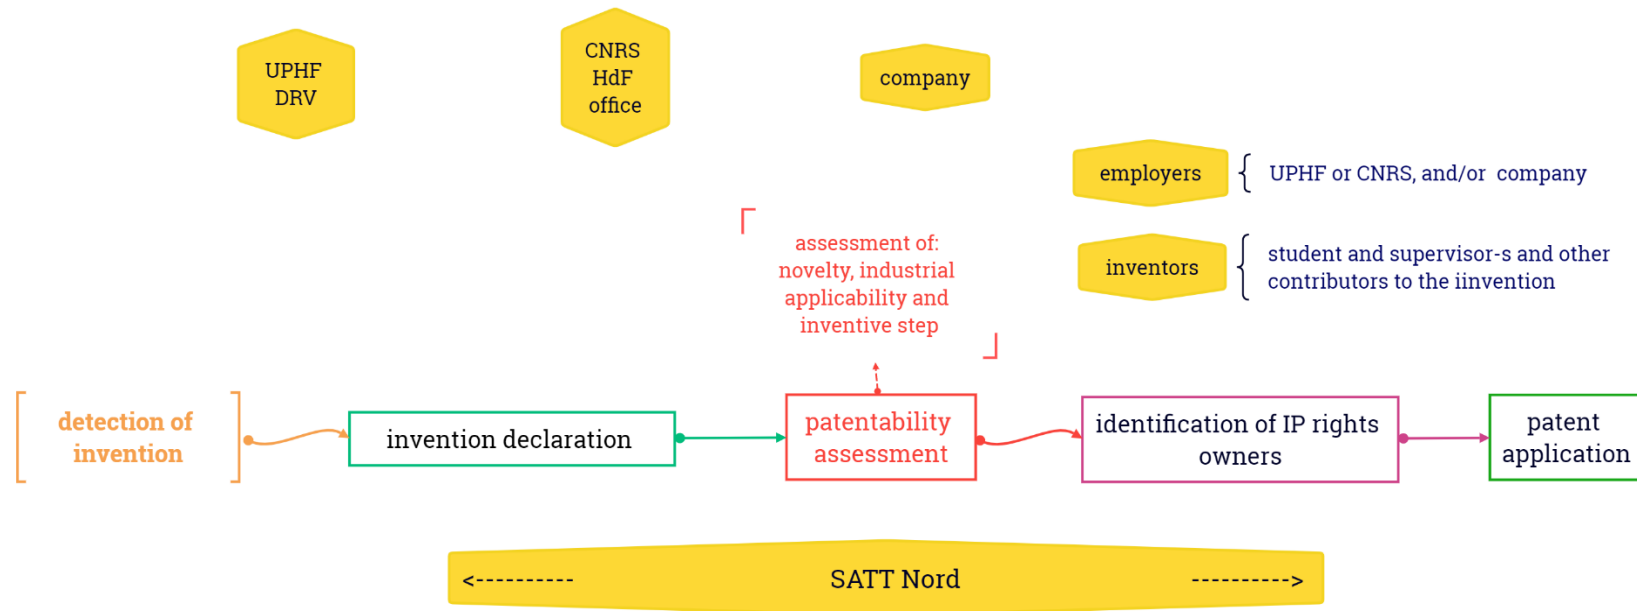 UPHF
DRV
CNRS
HdF
office
company
employers
{ UPHF or CNRS, and/or company
inventors
{ student and supervisor-s and other
contributors to the iinvention
assessment of:
novelty, industrial
applicability and
inventive step
detection of
invention
invention declaration
patentability
assessment
identification of IP rights
owners
patent
application
<---------- SATT Nord ---------->